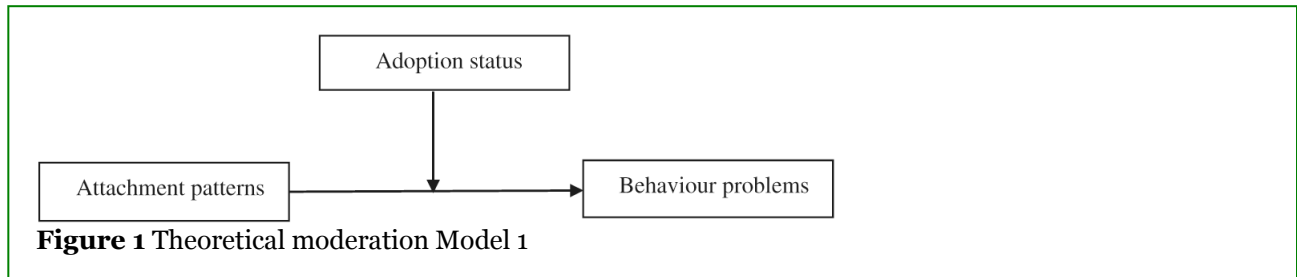 Adoption status
Attachment patterns
Behaviour problems
Figure 1 Theoretical moderation Model 1